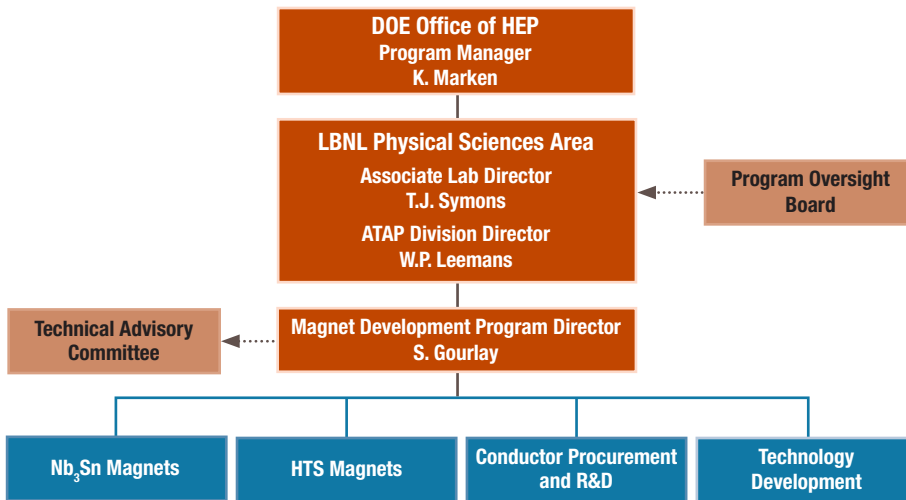 DOE Office of HEP
Program Manager
K. Marken
LBNL Physical Sciences Area
Associate Lab Director
T.J. Symons
ATAP Division Director
W.P. Leemans
Program Oversight
Board
Technical Advisory
Committee
Magnet Development Program Director
S. Gourlay
Nb₃Sn Magnets
HTS Magnets
Conductor Procurement
and R&D
Technology
Development